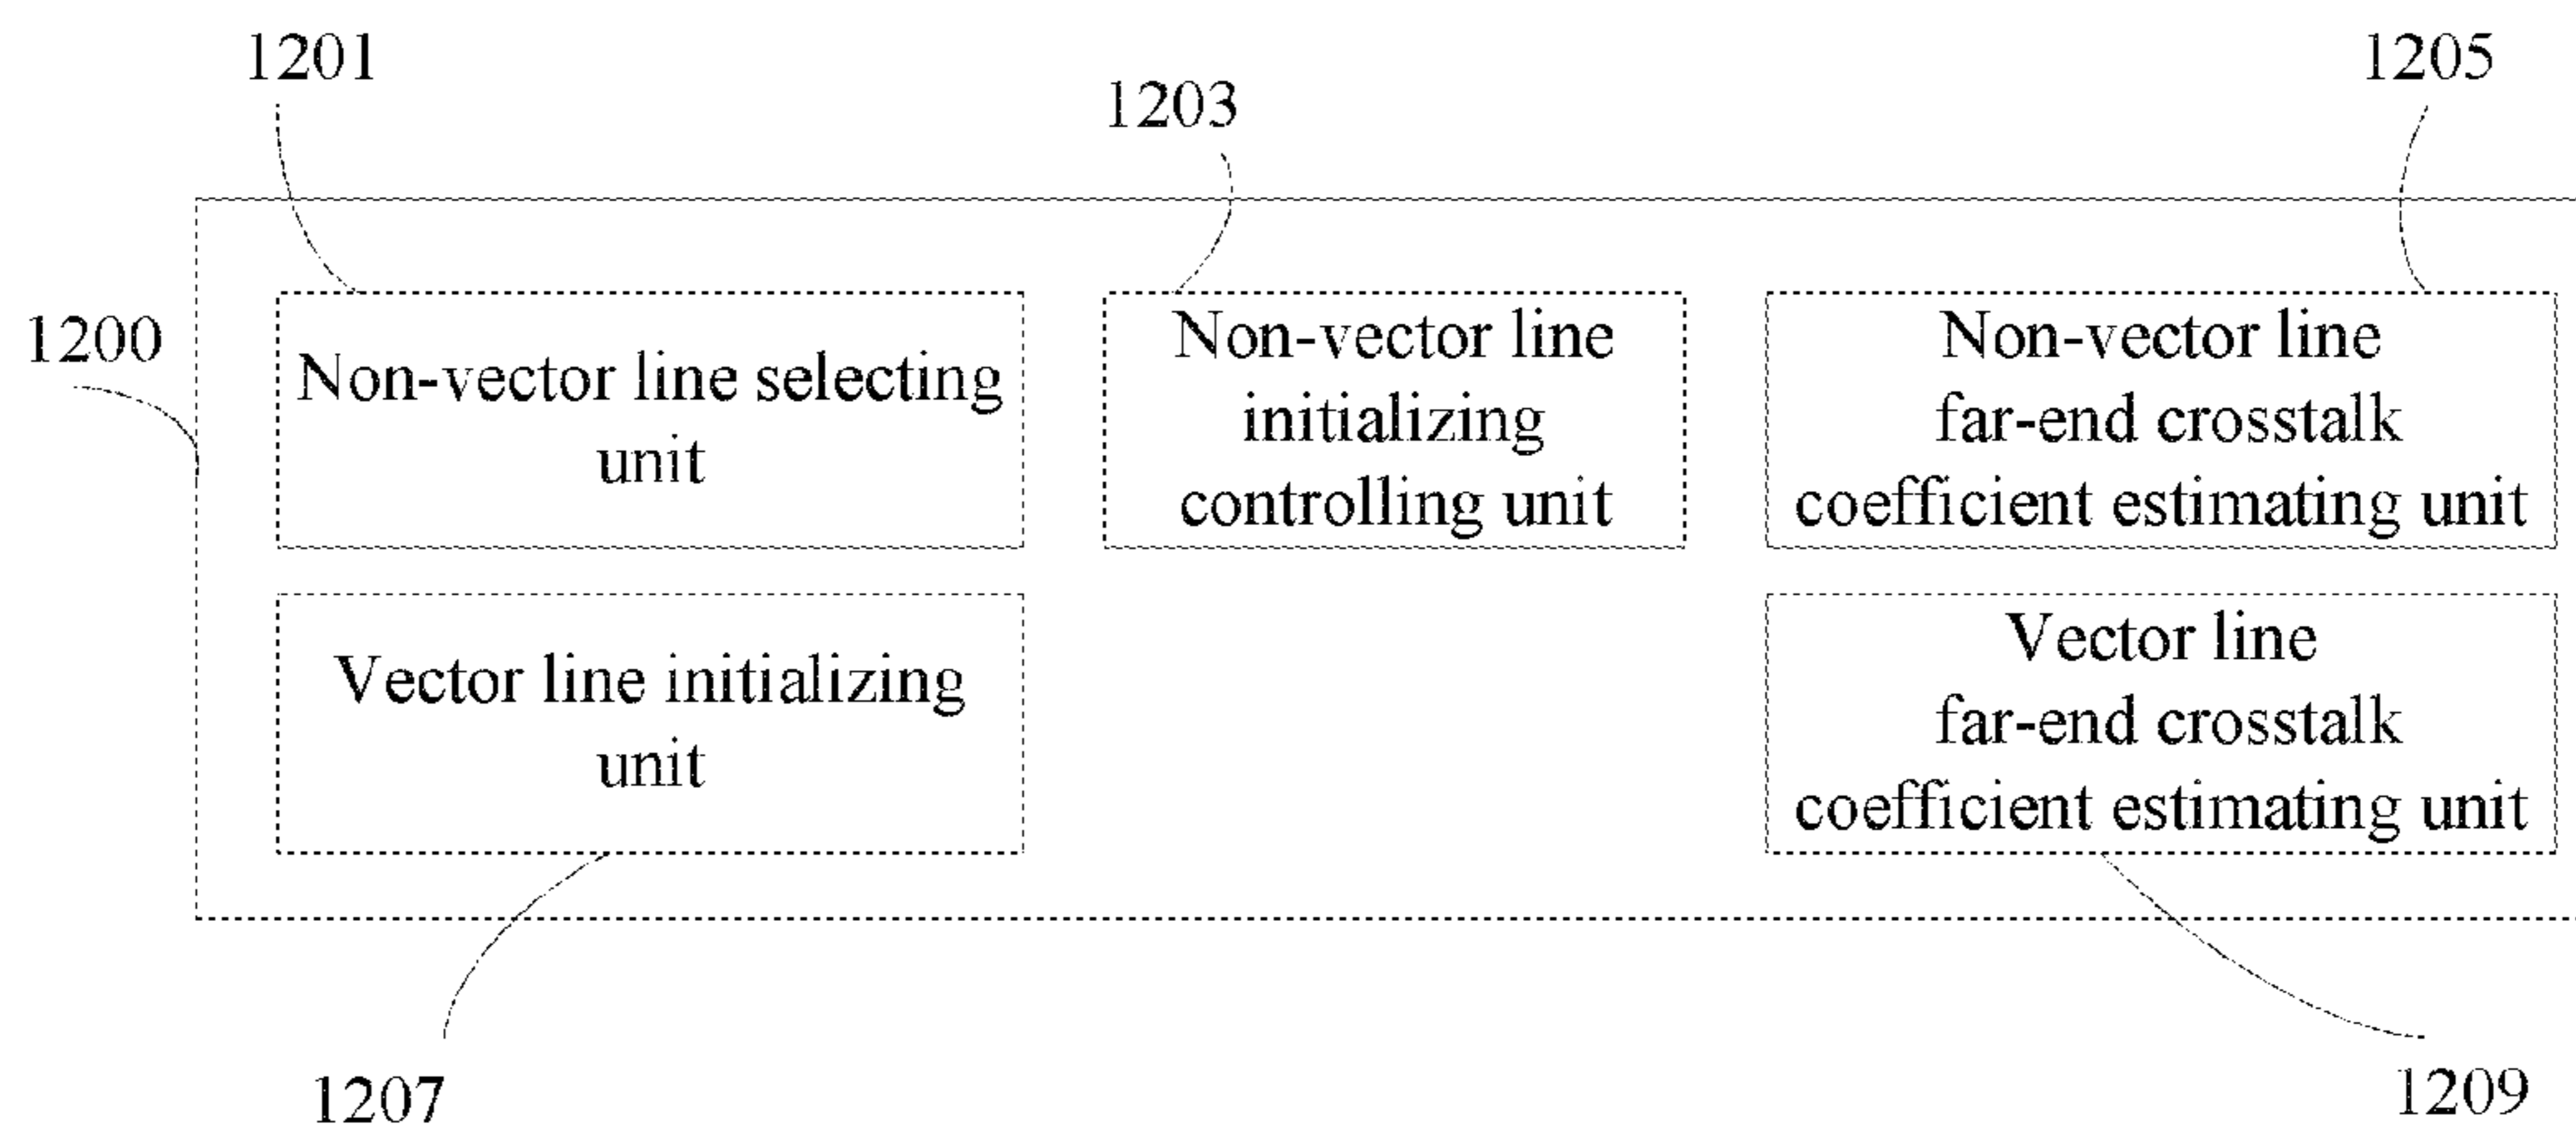 1201
1203
1205
1200
Non-vector line selecting
unit
Non-vector line
initializing
controlling unit
Non-vector line
far-end crosstalk
coefficient estimating unit
Vector line initializing
unit
Vector line
far-end crosstalk
coefficient estimating unit
1207
1209